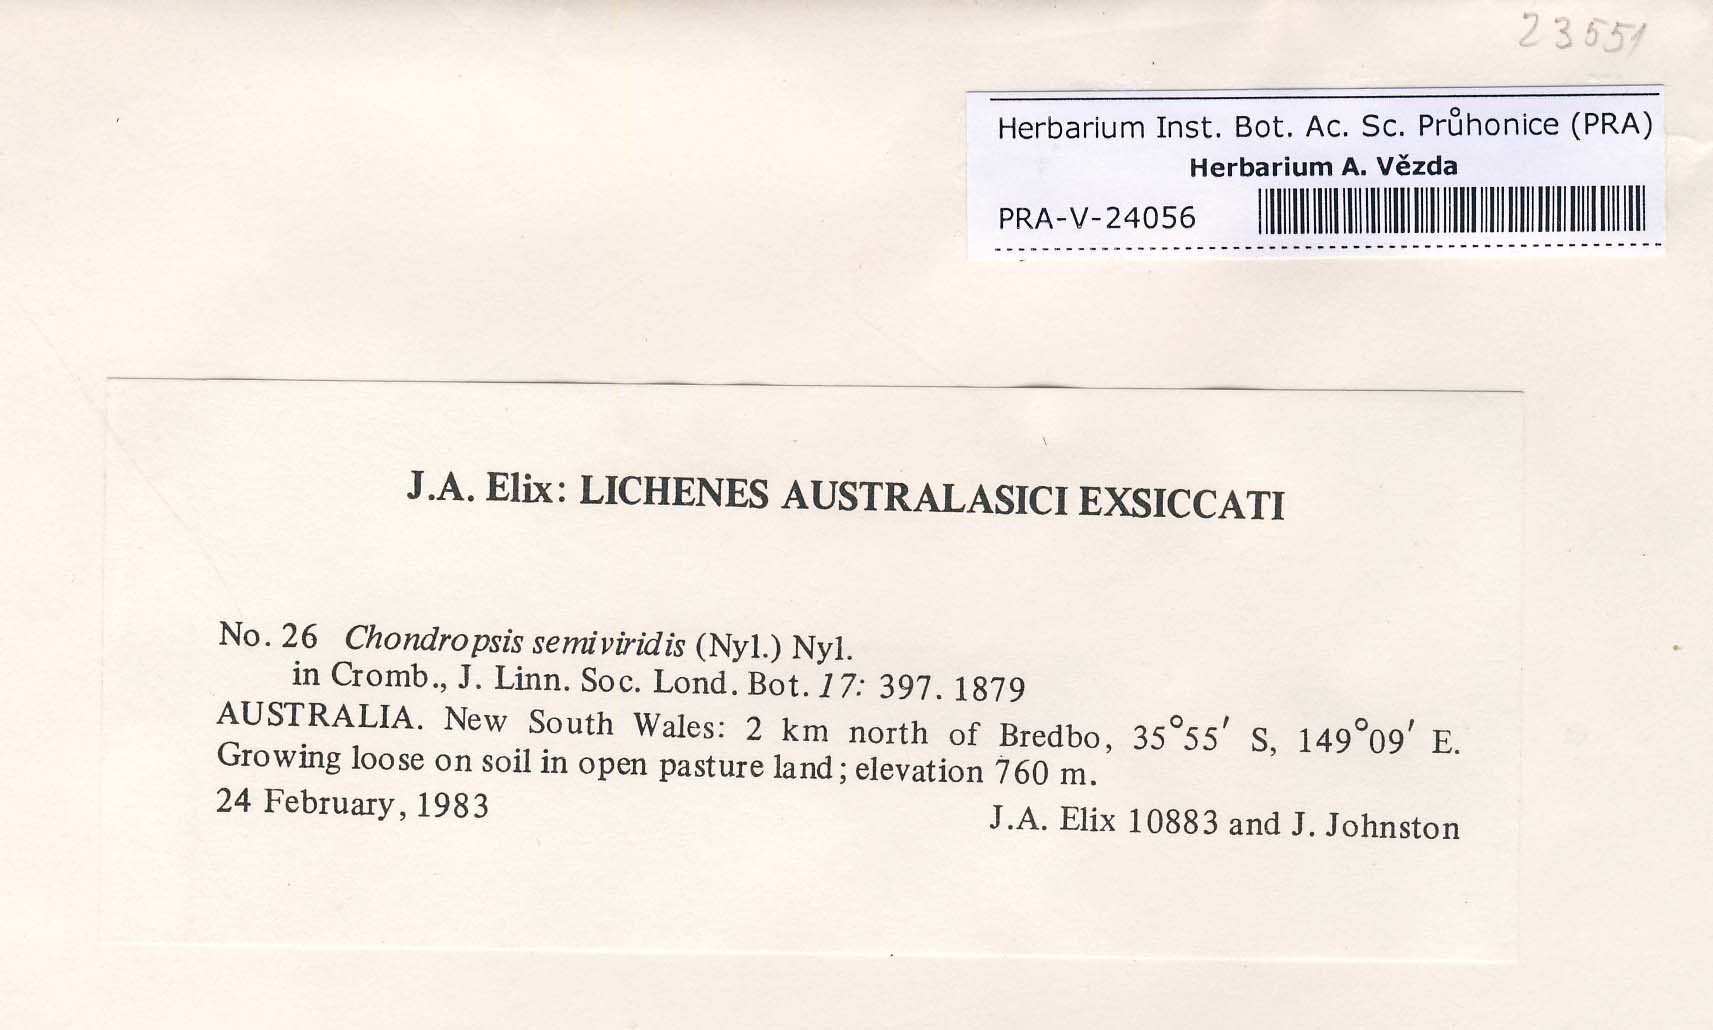 23551
Herbarium Inst. Bot. Ac. Sc. Průhonice (PRA)
Herbarium A. Vězda
PRA-V-24056
J.A. Elix: LICHENES AUSTRALASICI EXSICCATI
No. 26 Chondropsis semiviridis (Nyl.) Nyl.
in Cromb., J. Linn. Soc. Lond. Bot. 17: 397. 1879
AUSTRALIA. New South Wales: 2 km north of Bredbo, 35°55′ S, 149°09′ E.
Growing loose on soil in open pasture land; elevation 760 m.
24 February, 1983 J.A. Elix 10883 and J. Johnston